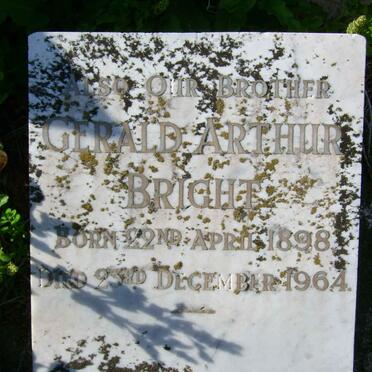 Also Our Brother
Gerald Arthur
Bright
Born 22nd April 1898
Died 23rd December 1964